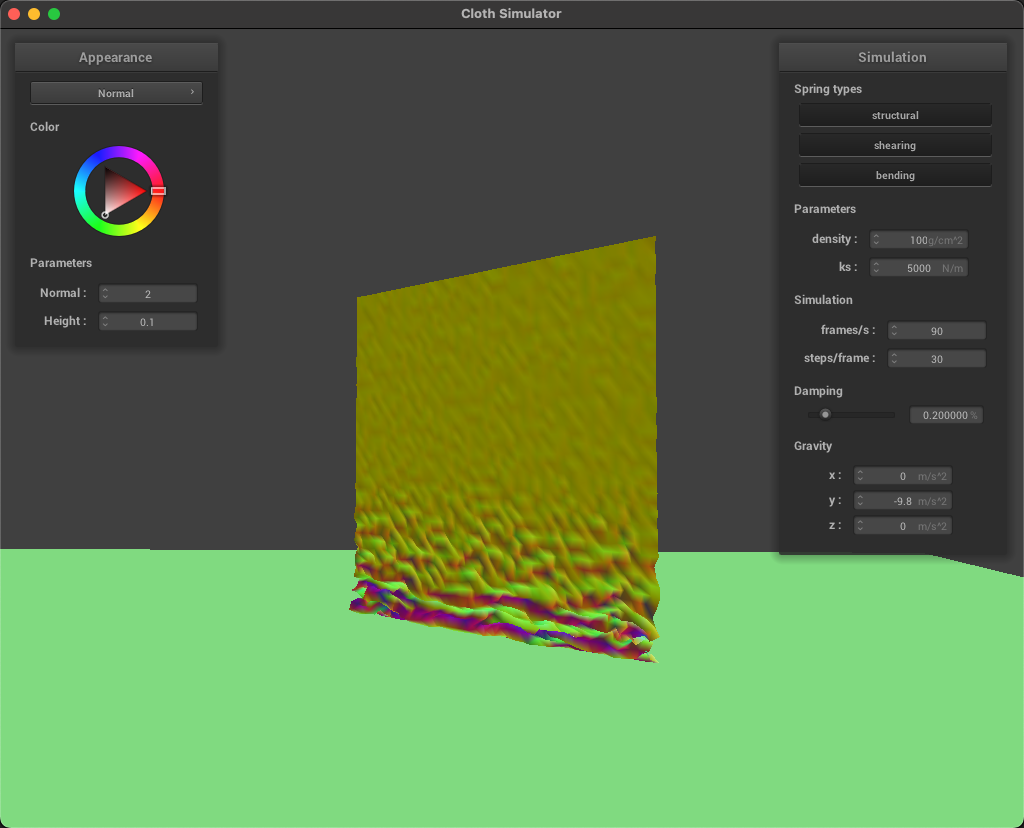 Cloth Simulator
Appearance
Normal
Color
Parameters
Normal :
2
Height :
0.1
Simulation
Spring types
structural
shearing
bending
Parameters
density :
100g/cm^2
ks :
5000 N/m
Simulation
frames/s :
90
steps/frame :
30
Damping
0.200000 %
Gravity
x :
0 m/s^2
y :
-9.8 m/s^2
z :
0 m/s^2